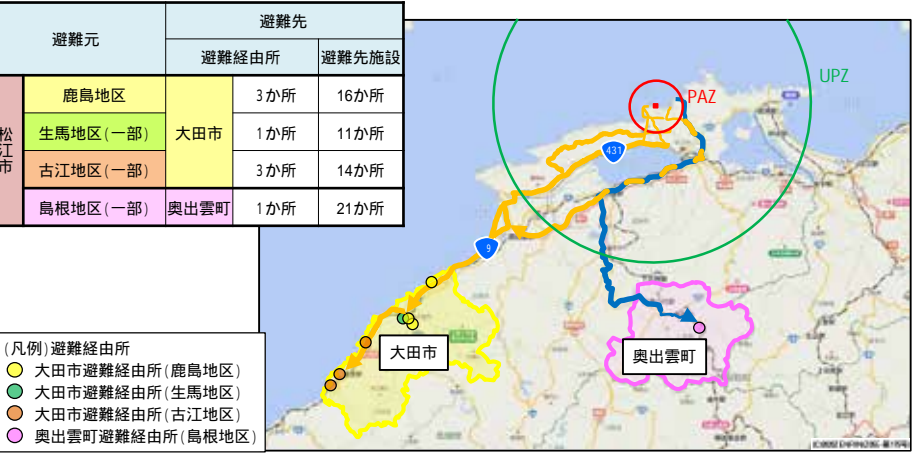 避難元
避難先
避難経由所 避難先施設
松江市
鹿島地区 大田市 3か所 16か所
生馬地区(一部) 1か所 11か所
古江地区(一部) 3か所 14か所
島根地区(一部) 奥出雲町 1か所 21か所
UPZ
PAZ
431
9
大田市
奥出雲町
(凡例)避難経由所
大田市避難経由所(鹿島地区)
大田市避難経由所(生馬地区)
大田市避難経由所(古江地区)
奥出雲町避難経由所(島根地区)